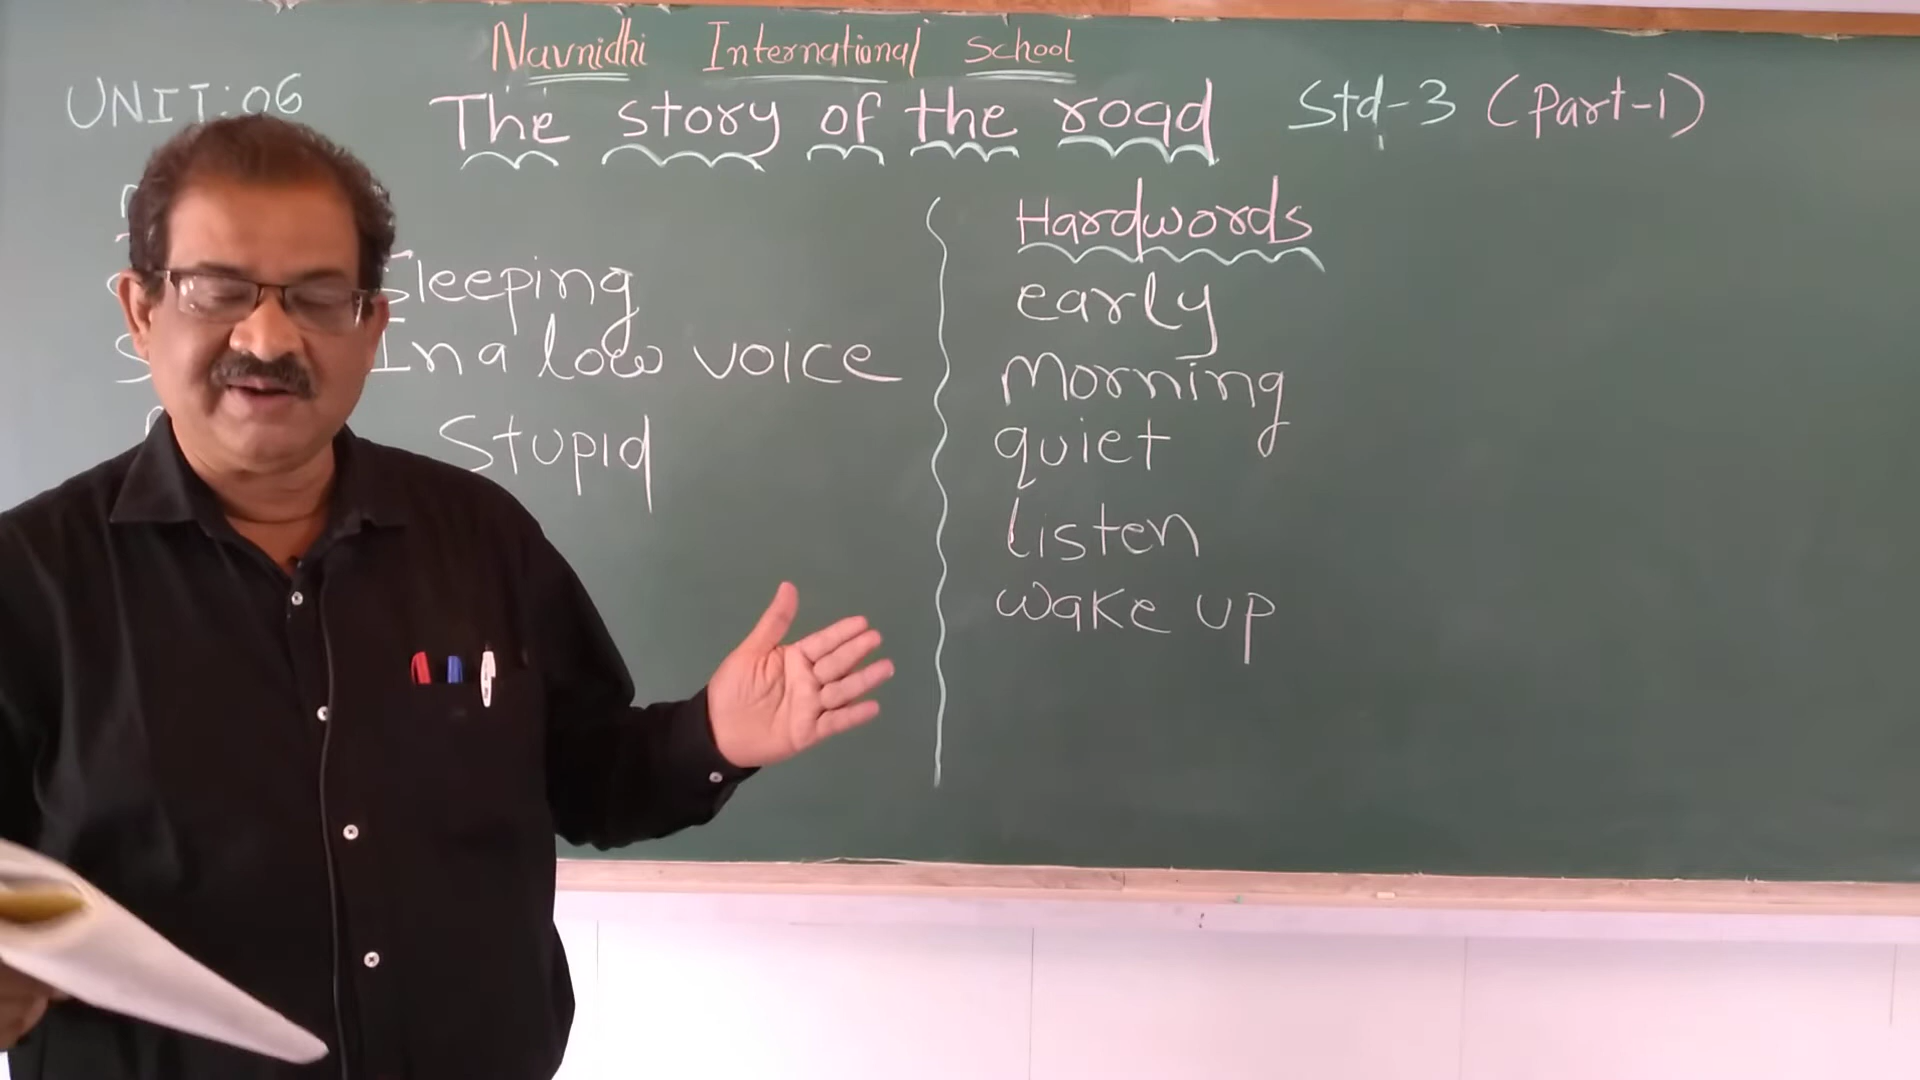 Navnidhi International School
UNIT: 06
The story of the road
Std-3 (Part-1)
Sleeping
In a low voice
Stupid
Hardwords
early
Morning
quiet
listen
wake up